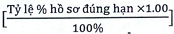 [Tỷ lệ % hồ sơ đúng hạn ×1.00
100%]